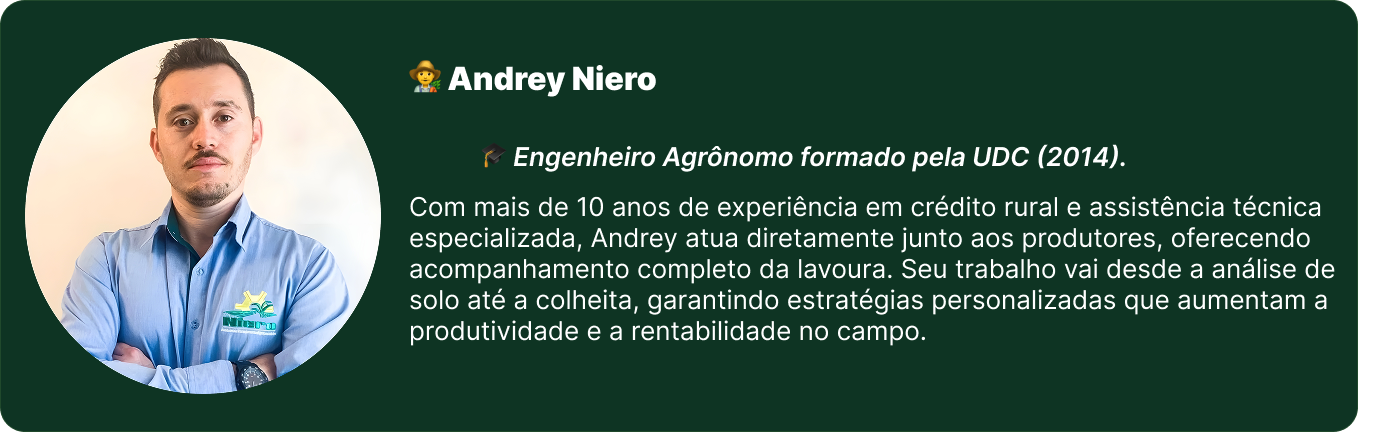 Niero
👨‍🌾 Andrey Niero
🎓 Engenheiro Agrônomo formado pela UDC (2014).
Com mais de 10 anos de experiência em crédito rural e assistência técnica
especializada, Andrey atua diretamente junto aos produtores, oferecendo
acompanhamento completo da lavoura. Seu trabalho vai desde a análise de
solo até a colheita, garantindo estratégias personalizadas que aumentam a
produtividade e a rentabilidade no campo.